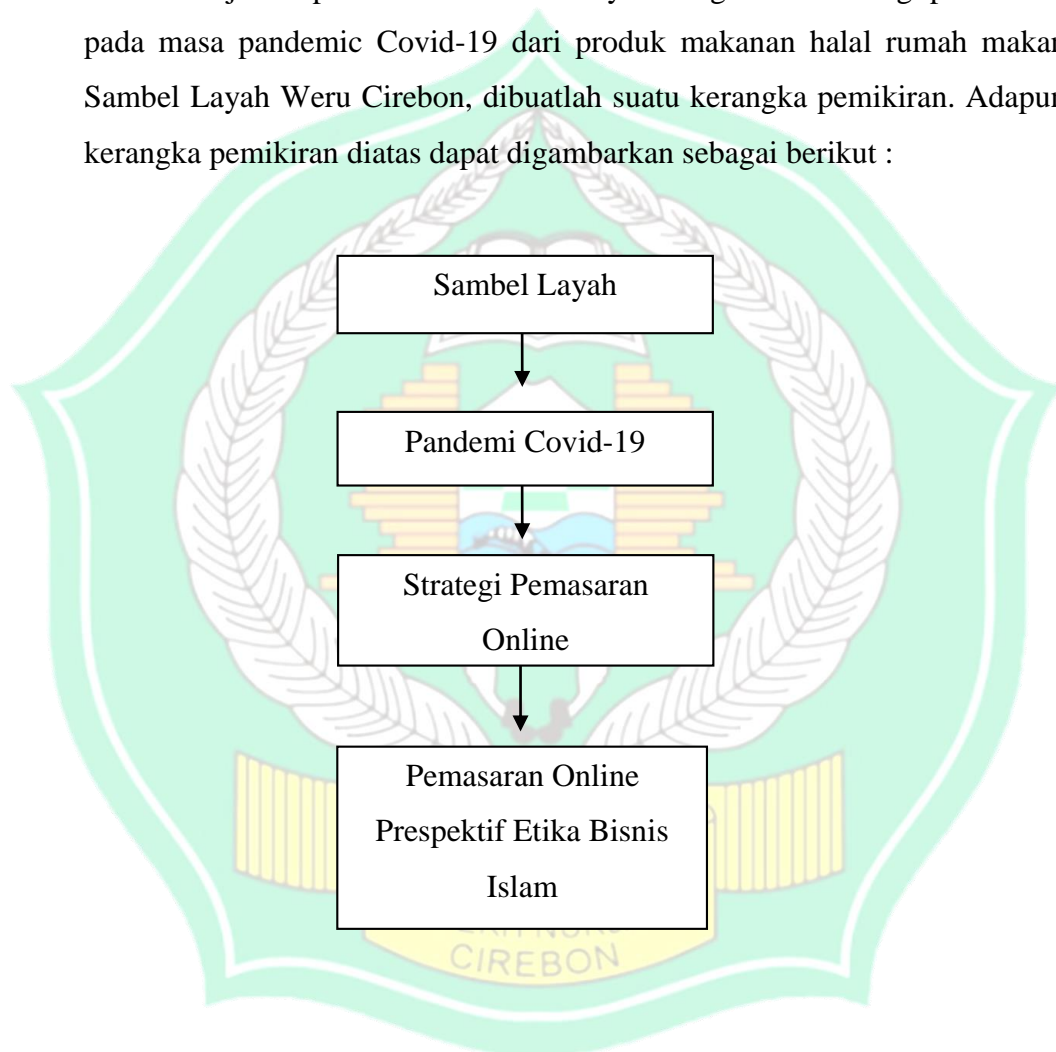 pada masa pandemic Covid-19 dari produk makanan halal rumah makan
Sambel Layah Weru Cirebon, dibuatlah suatu kerangka pemikiran. Adapun
kerangka pemikiran diatas dapat digambarkan sebagai berikut :
Sambel Layah
Pandemi Covid-19
Strategi Pemasaran
Online
Pemasaran Online
Prespektif Etika Bisnis
Islam
CIREBON